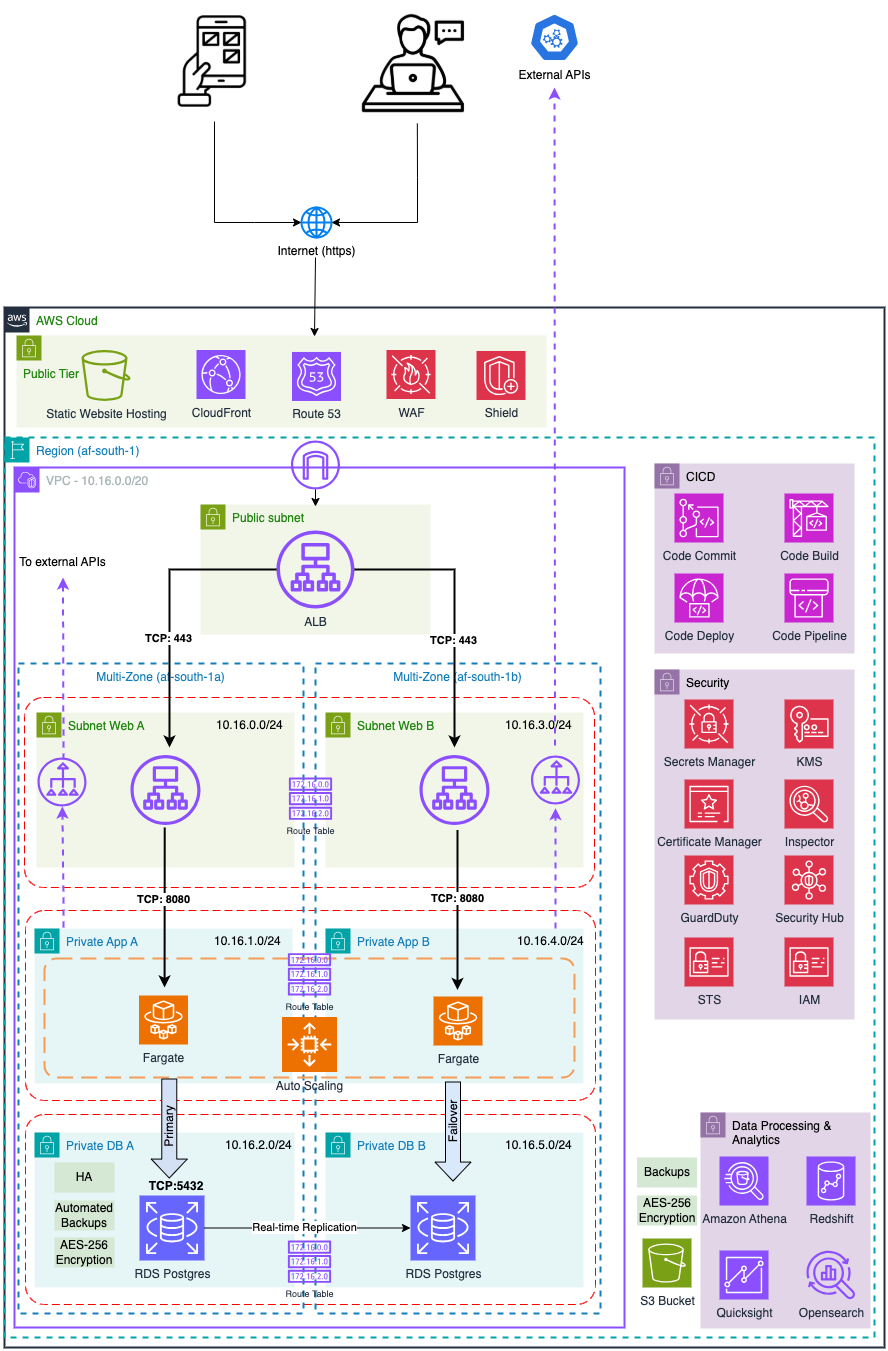 External APIs
Internet (https)
aws
AWS Cloud
Public Tier
Static Website Hosting
CloudFront
53
Route 53
WAF
Shield
Region (af-south-1)
VPC - 10.16.0.0/20
Public subnet
ALB
To external APIs
TCP: 443
TCP: 443
Multi-Zone (af-south-1a)
Multi-Zone (af-south-1b)
Subnet Web A
10.16.0.0/24
Subnet Web B
10.16.3.0/24
172.16.0.0
172.16.1.0
172.16.2.0
Route Table
TCP: 8080
TCP: 8080
Private App A
10.16.1.0/24
Private App B
10.16.4.0/24
172.16.0.0
172.16.1.0
172.16.2.0
Route Table
Fargate
Fargate
Auto Scaling
Primary
Failover
Private DB A
10.16.2.0/24
Private DB B
10.16.5.0/24
HA
Automated
Backups
AES-256
Encryption
TCP:5432
Real-time Replication
RDS Postgres
RDS Postgres
172.16.0.0
172.16.1.0
172.16.2.0
Route Table
CICD
Code Commit
Code Build
Code Deploy
Code Pipeline
Security
Secrets Manager
KMS
Certificate Manager
Inspector
GuardDuty
Security Hub
STS
IAM
Data Processing &
Analytics
Backups
AES-256
Encryption
S3 Bucket
Amazon Athena
Redshift
Quicksight
Opensearch